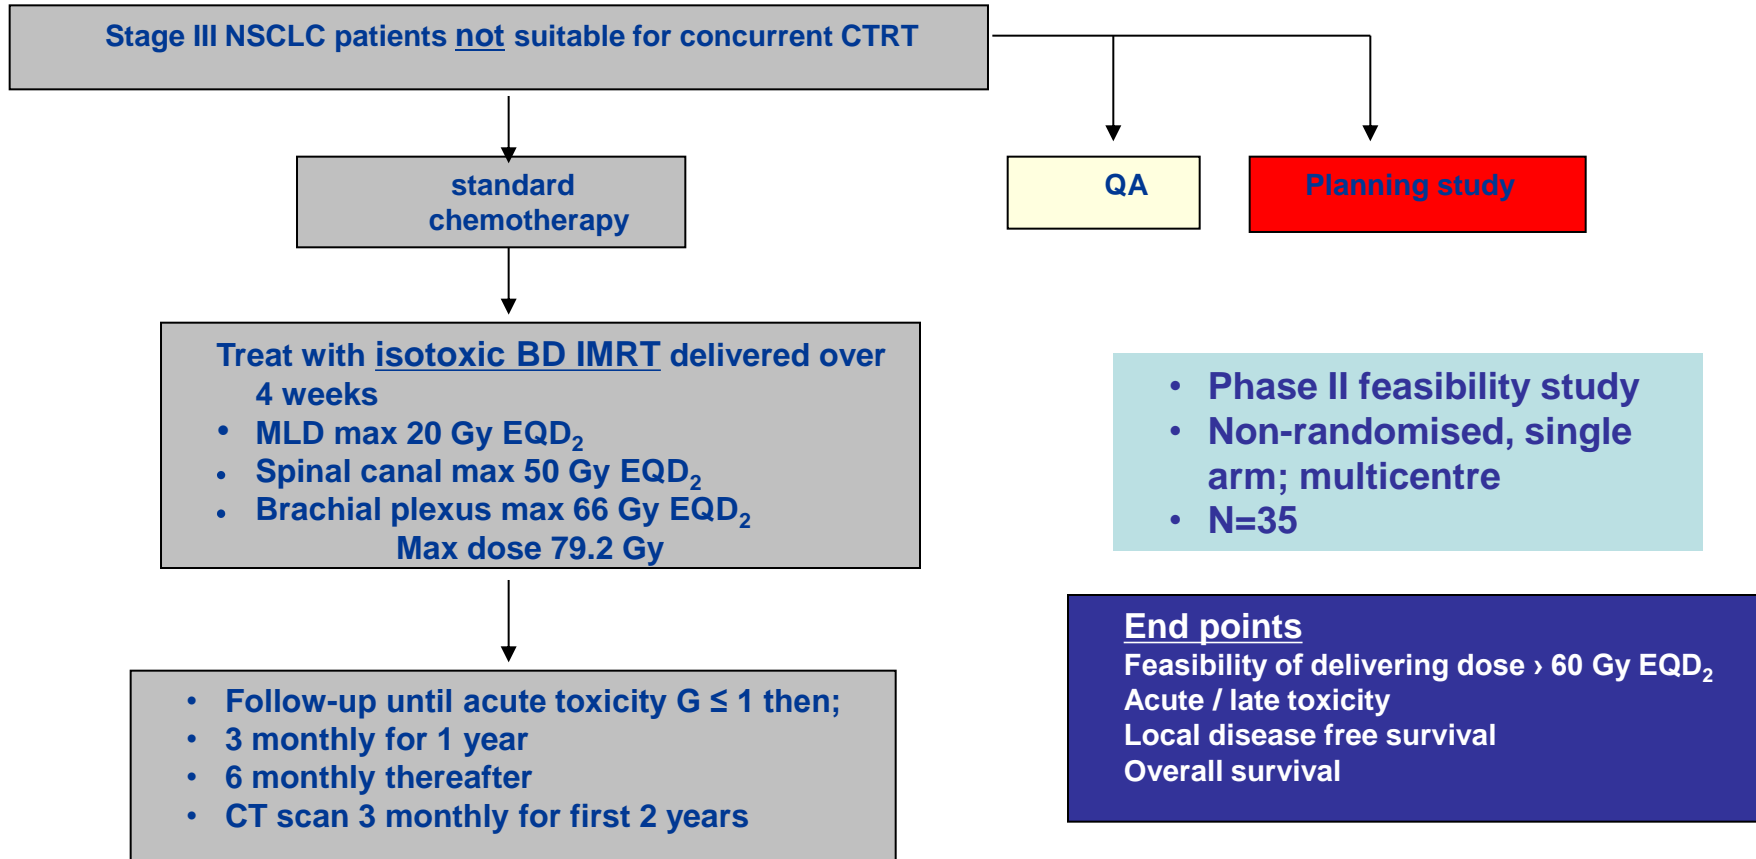 Stage III NSCLC patients not suitable for concurrent CTRT
QA
Planning study
standard
chemotherapy
Treat with isotoxic BD IMRT delivered over
4 weeks
• MLD max 20 Gy EQD₂
• Spinal canal max 50 Gy EQD₂
• Brachial plexus max 66 Gy EQD₂
Max dose 79.2 Gy
• Phase II feasibility study
• Non-randomised, single
arm; multicentre
• N=35
End points
Feasibility of delivering dose › 60 Gy EQD₂
Acute / late toxicity
Local disease free survival
Overall survival
• Follow-up until acute toxicity G ≤ 1 then;
• 3 monthly for 1 year
• 6 monthly thereafter
• CT scan 3 monthly for first 2 years